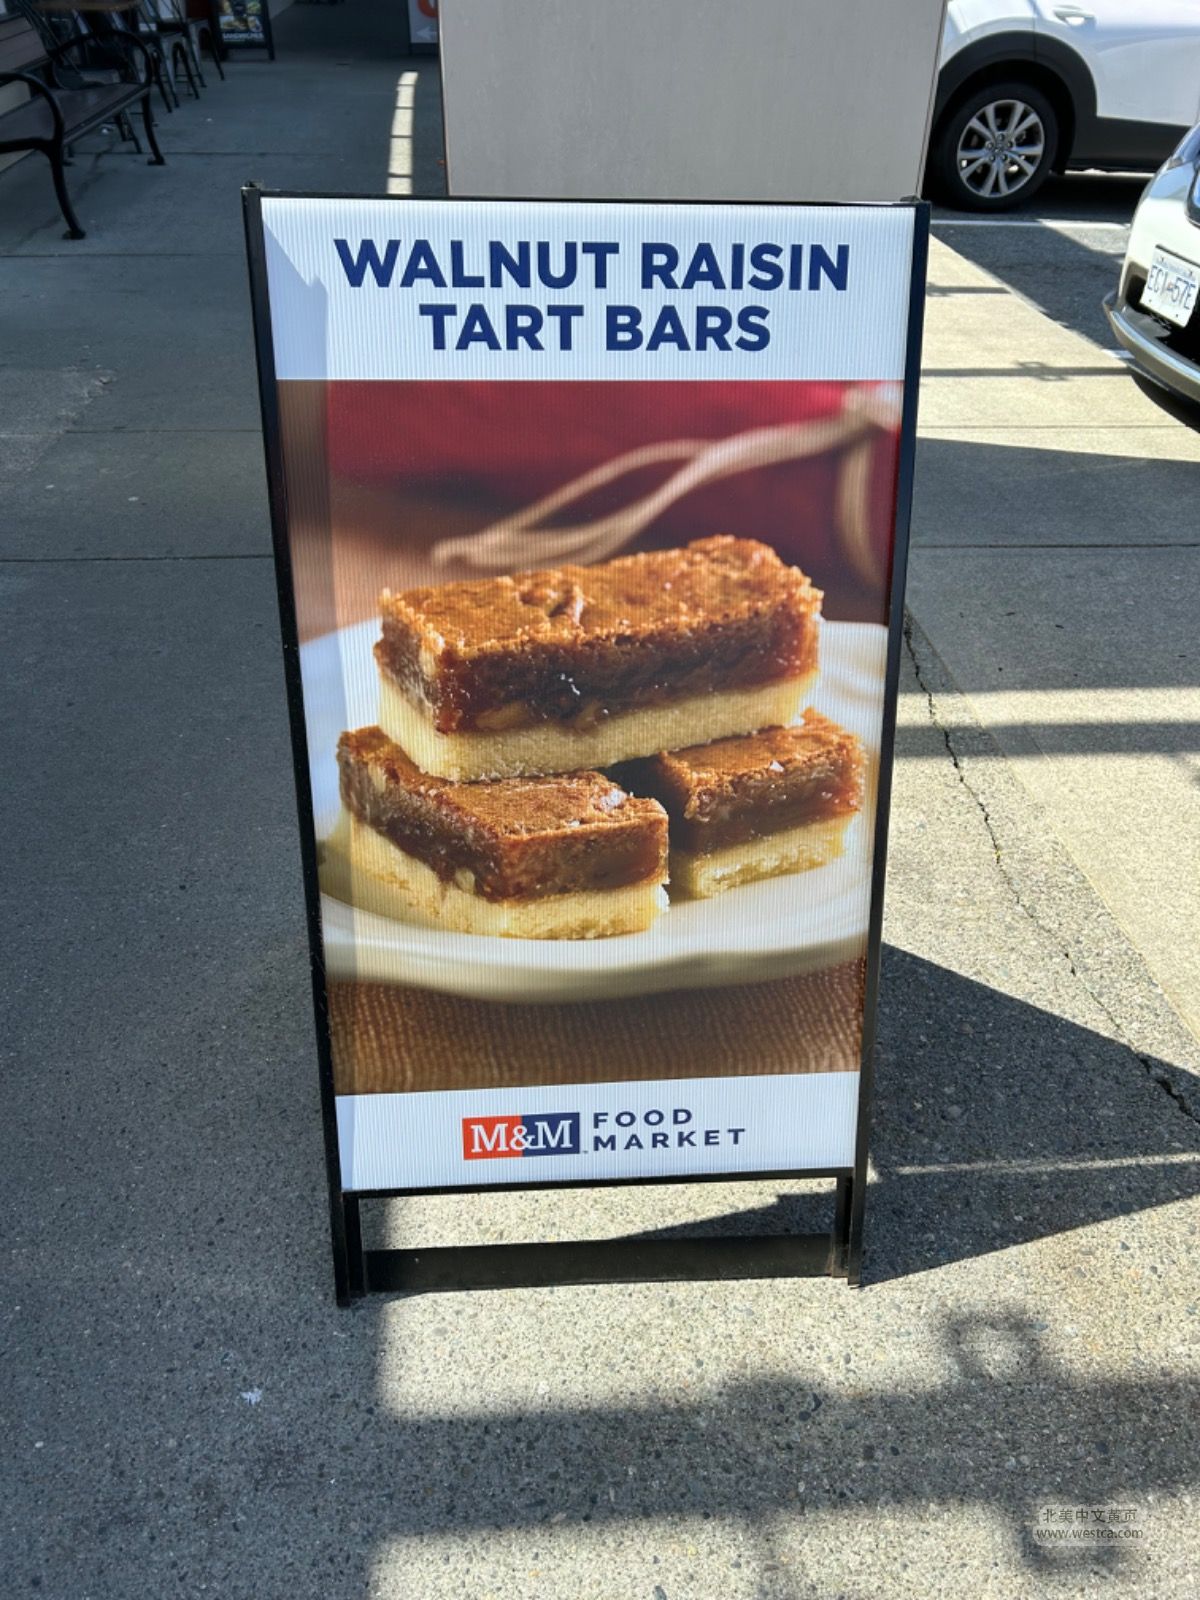 WALNUT RAISIN
TART BARS
M&M FOOD
MARKET
北美中文黄页
www.westca.com